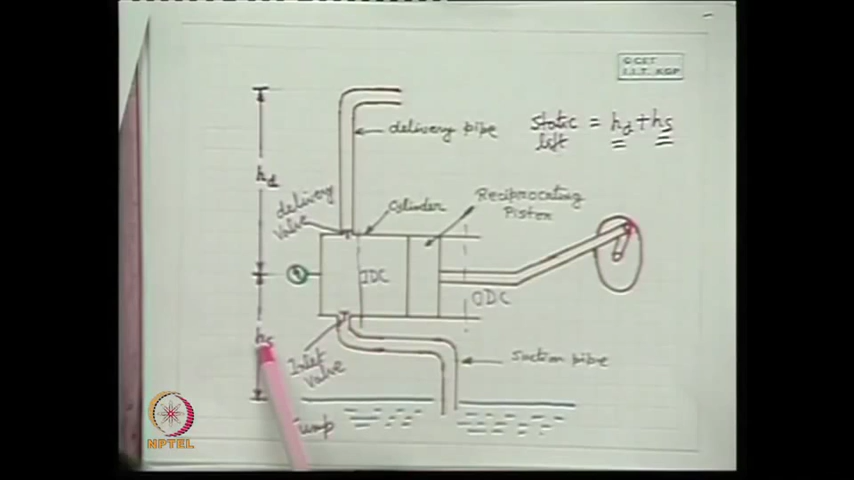 ©CET
I.I.T. KGP
delivery pipe
static = hd + hs
lift
hd
delivery
valve
Cylinder
Reciprocating
Piston
IDC
ODC
hs
Inlet
valve
suction pipe
Sump
NPTEL